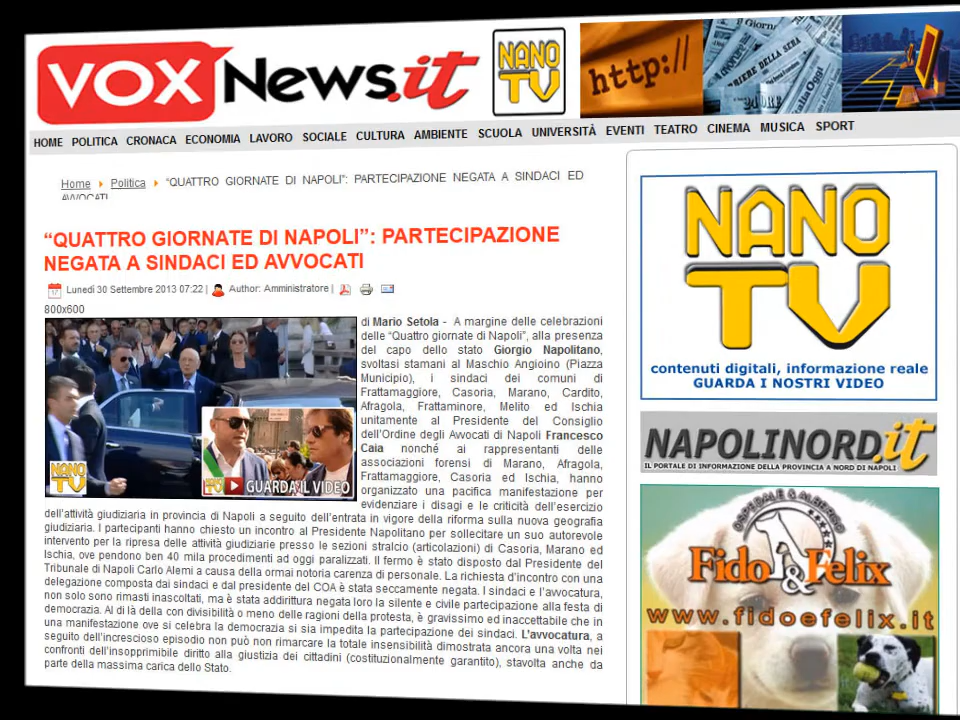 VOX News.it
NANO
TV
http://
CORRIERE DELLA SERA
HOME POLITICA CRONACA ECONOMIA LAVORO SOCIALE CULTURA AMBIENTE SCUOLA UNIVERSITÀ EVENTI TEATRO CINEMA MUSICA SPORT
Home Politica "QUATTRO GIORNATE DI NAPOLI": PARTECIPAZIONE NEGATA A SINDACI ED
AVVOCATI
"QUATTRO GIORNATE DI NAPOLI": PARTECIPAZIONE
NEGATA A SINDACI ED AVVOCATI
Lunedì 30 Settembre 2013 07:22 | Author: Amministratore |
800x600
di Mario Setola - A margine delle celebrazioni
delle "Quattro giornate di Napoli", alla presenza
del capo dello stato Giorgio Napolitano,
svoltasi stamani al Maschio Angioino (Piazza
Municipio), i sindaci dei comuni di
Frattamaggiore, Casoria, Marano, Cardito,
Afragola, Frattaminore, Melito ed Ischia
unitamente al Presidente del Consiglio
dell'Ordine degli Avvocati di Napoli Francesco
Caia nonché ai rappresentanti delle
associazioni forensi di Marano, Afragola,
Frattamaggiore, Casoria ed Ischia, hanno
organizzato una pacifica manifestazione per
evidenziare i disagi e le criticità dell'esercizio
NANO
TV
GUARDA IL VIDEO
dell'attività giudiziaria in provincia di Napoli a seguito dell'entrata in vigore della riforma sulla nuova geografia
giudiziaria. I partecipanti hanno chiesto un incontro al Presidente Napolitano per sollecitare un suo autorevole
intervento per la ripresa delle attività giudiziarie presso le sezioni stralcio (articolazioni) di Casoria, Marano ed
Ischia, ove pendono ben 40 mila procedimenti ad oggi paralizzati. Il fermo è stato disposto dal Presidente del
Tribunale di Napoli Carlo Alemi a causa della ormai notoria carenza di personale. La richiesta d'incontro con una
delegazione composta dai sindaci e dal presidente del COA è stata seccamente negata. I sindaci e l'avvocatura,
non solo sono rimasti inascoltati, ma è stata addirittura negata loro la silente e civile partecipazione alla festa di
democrazia. Al di là della con divisibilità o meno delle ragioni della protesta, è gravissimo ed inaccettabile che in
una manifestazione ove si celebra la democrazia si sia impedita la partecipazione dei sindaci. L'avvocatura, a
seguito dell'increscioso episodio non può non rimarcare la totale insensibilità dimostrata ancora una volta nei
confronti dell'insopprimibile diritto alla giustizia dei cittadini (costituzionalmente garantito), stavolta anche da
parte della massima carica dello Stato.
NANO
TV
contenuti digitali, informazione reale
GUARDA I NOSTRI VIDEO
NAPOLINORD.it
IL PORTALE DI INFORMAZIONE DELLA PROVINCIA A NORD DI NAPOLI
OSPEDALE & ALBERGO
Fido & Felix
www.fidoefelix.it